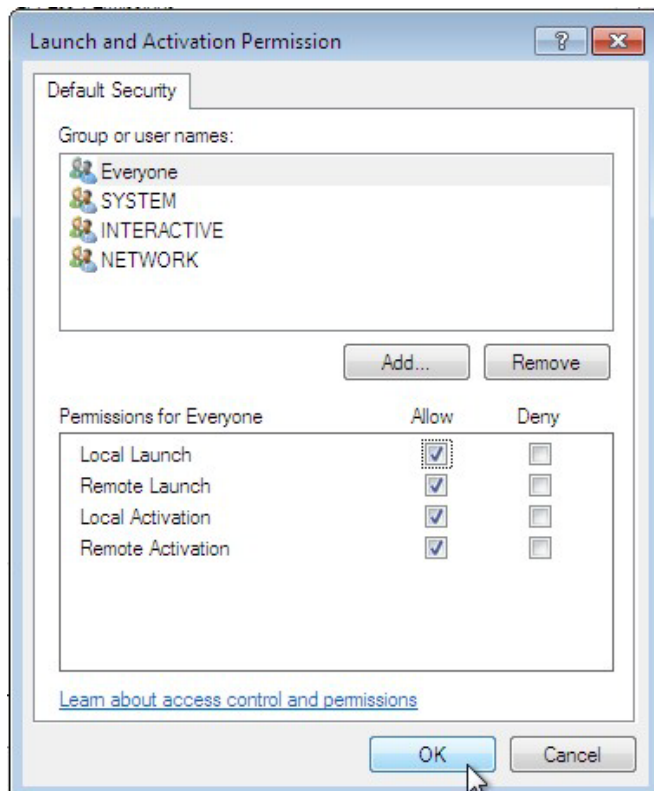 Launch and Activation Permission
Default Security
Group or user names:
Everyone
SYSTEM
INTERACTIVE
NETWORK
Add... Remove
Permissions for Everyone Allow Deny
Local Launch
Remote Launch
Local Activation
Remote Activation
Learn about access control and permissions
OK Cancel